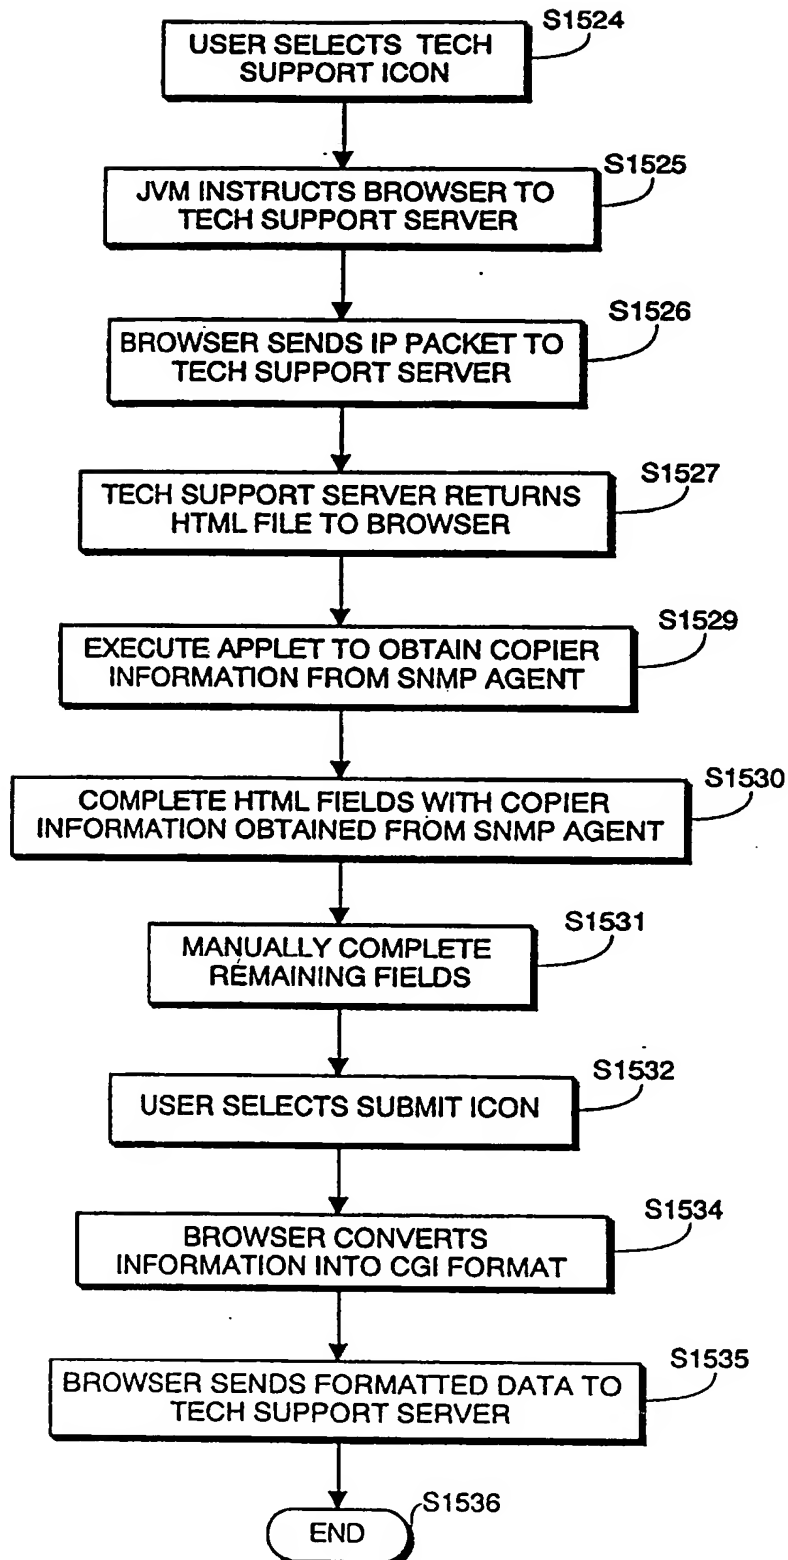 S1524
USER SELECTS TECH
SUPPORT ICON
S1525
JVM INSTRUCTS BROWSER TO
TECH SUPPORT SERVER
S1526
BROWSER SENDS IP PACKET TO
TECH SUPPORT SERVER
S1527
TECH SUPPORT SERVER RETURNS
HTML FILE TO BROWSER
S1529
EXECUTE APPLET TO OBTAIN COPIER
INFORMATION FROM SNMP AGENT
S1530
COMPLETE HTML FIELDS WITH COPIER
INFORMATION OBTAINED FROM SNMP AGENT
S1531
MANUALLY COMPLETE
REMAINING FIELDS
S1532
USER SELECTS SUBMIT ICON
S1534
BROWSER CONVERTS
INFORMATION INTO CGI FORMAT
S1535
BROWSER SENDS FORMATTED DATA TO
TECH SUPPORT SERVER
S1536
END